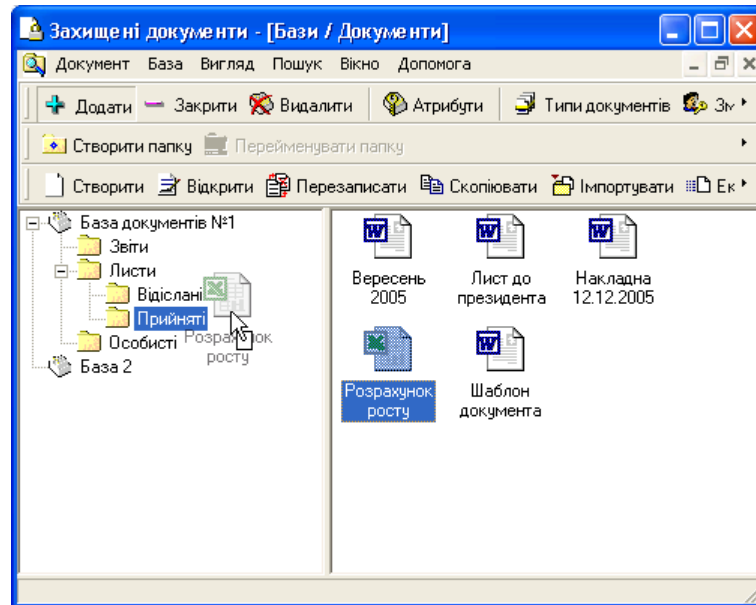 Захищені документи - [Бази / Документи]
Документ База Вигляд Пошук Вікно Допомога
Додати Закрити Видалити Атрибути Типи документів Зм
Створити папку Перейменувати папку
Створити Відкрити Перезаписати Скопіювати Імпортувати Ек
База документів №1
Звіти
Листи
Відіслані
Прийняті
Особисті
База 2
Розрахунок
росту
Вересень
2005
Лист до
президента
Накладна
12.12.2005
Розрахунок
росту
Шаблон
документа